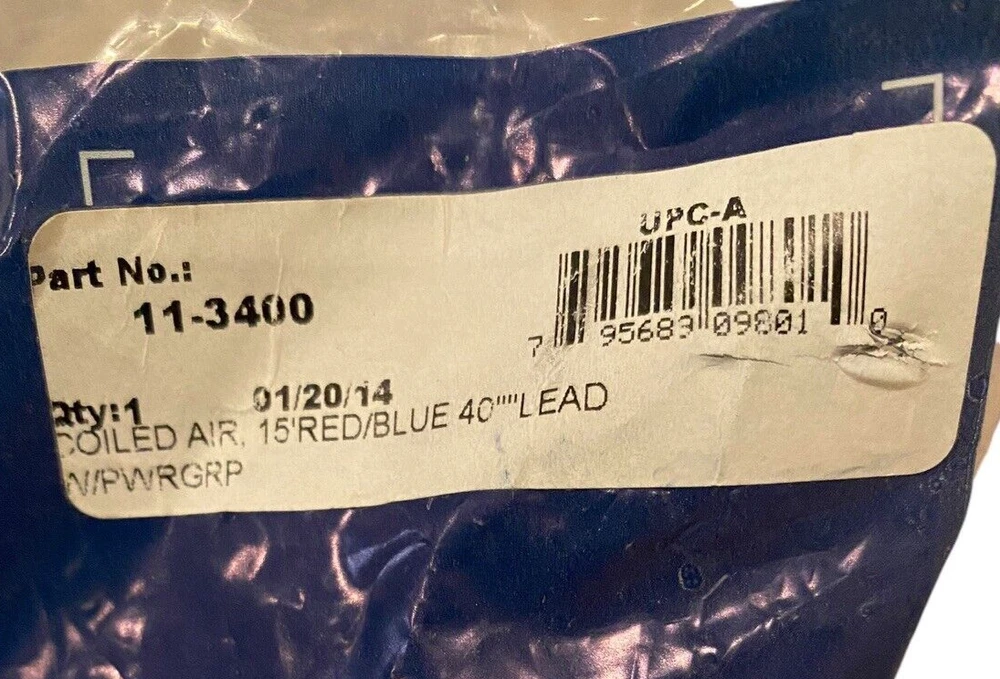 Part No.:
11-3400
UPC-A
7 95689 09801 0
Qty:1 01/20/14
COILED AIR, 15'RED/BLUE 40""LEAD
W/PWRGRP